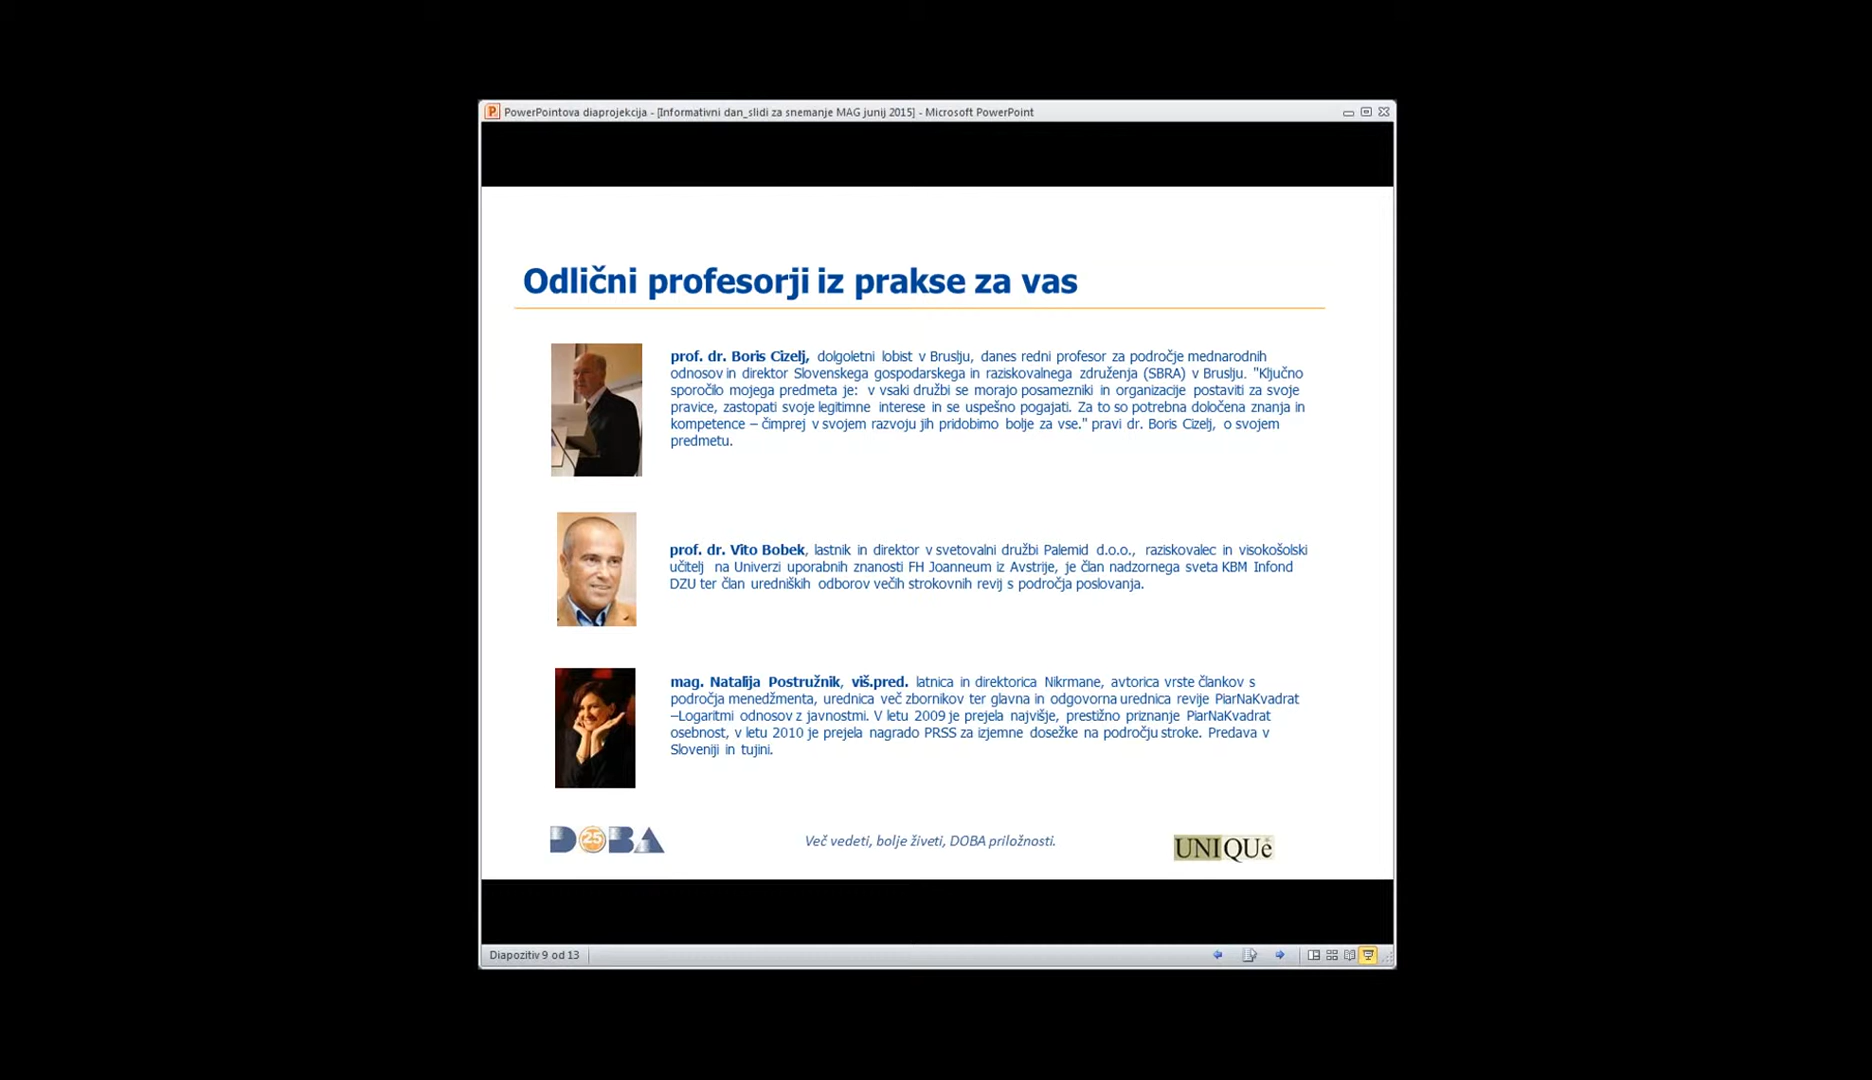 PowerPointova diaprojekcija - [Informativni dan_slidi za snemanje MAG junij 2015] - Microsoft PowerPoint
Odlični profesorji iz prakse za vas
prof. dr. Boris Cizelj, dolgoletni lobist v Bruslju, danes redni profesor za področje mednarodnih
odnosov in direktor Slovenskega gospodarskega in raziskovalnega združenja (SBRA) v Bruslju. "Ključno
sporočilo mojega predmeta je: v vsaki družbi se morajo posamezniki in organizacije postaviti za svoje
pravice, zastopati svoje legitimne interese in se uspešno pogajati. Za to so potrebna določena znanja in
kompetence – čimprej v svojem razvoju jih pridobimo bolje za vse." pravi dr. Boris Cizelj, o svojem
predmetu.
prof. dr. Vito Bobek, lastnik in direktor v svetovalni družbi Palemid d.o.o., raziskovalec in visokošolski
učitelj na Univerzi uporabnih znanosti FH Joanneum iz Avstrije, je član nadzornega sveta KBM Infond
DZU ter član uredniških odborov večih strokovnih revij s področja poslovanja.
mag. Natalija Postružnik, viš.pred. latnica in direktorica Nikrmane, avtorica vrste člankov s
področja menedžmenta, urednica več zbornikov ter glavna in odgovorna urednica revije PiarNaKvadrat
–Logaritmi odnosov z javnostmi. V letu 2009 je prejela najvišje, prestižno priznanje PiarNaKvadrat
osebnost, v letu 2010 je prejela nagrado PRSS za izjemne dosežke na področju stroke. Predava v
Sloveniji in tujini.
DOBA 25
Več vedeti, bolje živeti, DOBA priložnosti.
UNIQUé
Diapozitiv 9 od 13